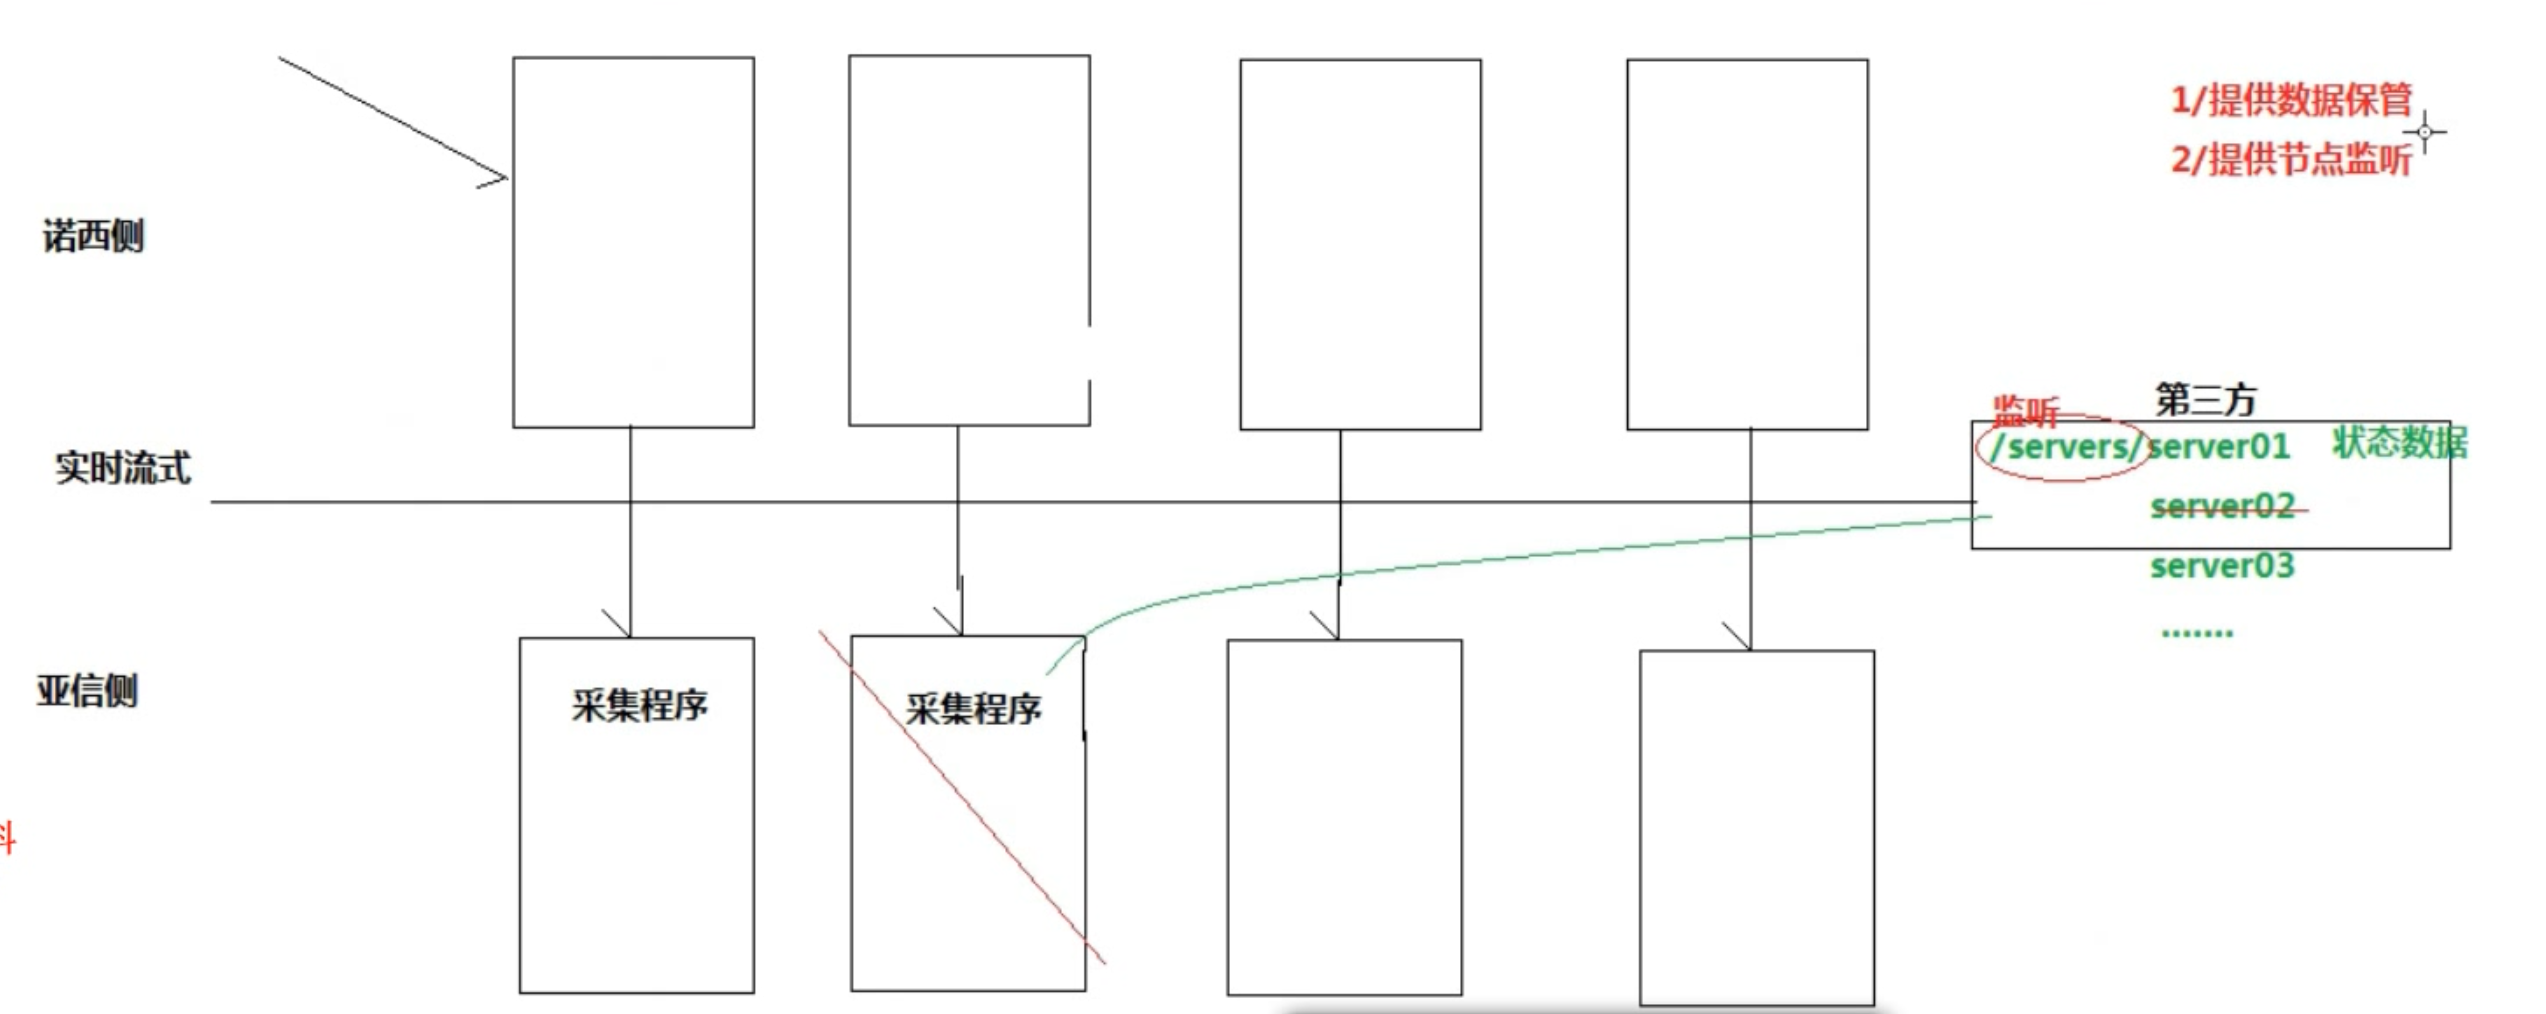 1/提供数据保管
2/提供节点监听
诺西侧
第三方
监听
/servers/server01 状态数据
实时流式
server02
server03
.......
亚信侧
采集程序 采集程序